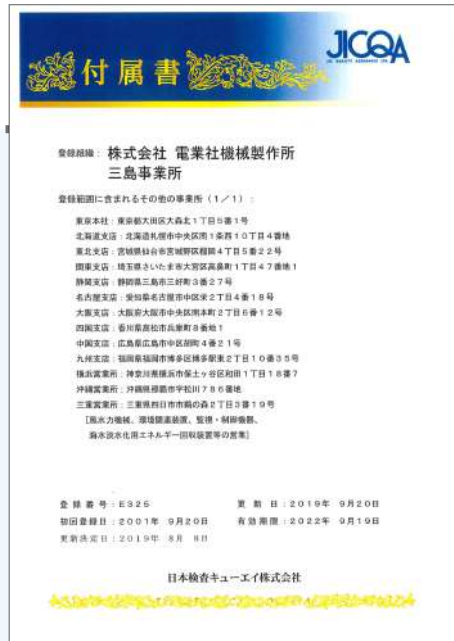 JICQA
付属書
登録組織：株式会社 電業社機械製作所
三島事業所
登録範囲に含まれるその他の事業所（1／1）：
東京本社：東京都大田区大森北１丁目５番１号
北海道支店：北海道札幌市中央区南１条西１０丁目４番地
東北支店：宮城県仙台市宮城野区榴岡４丁目５番２２号
関東支店：埼玉県さいたま市大宮区高鼻町１丁目４７番地１
静岡支店：静岡県三島市三好町３番２７号
名古屋支店：愛知県名古屋市中区栄２丁目４番１８号
大阪支店：大阪府大阪市中央区南本町２丁目６番１２号
四国支店：香川県高松市兵庫町８番地１
中国支店：広島県広島市中区胡町４番２１号
九州支店：福岡県福岡市博多区博多駅東２丁目１０番３５号
横浜営業所：神奈川県横浜市保土ヶ谷区和田１丁目１８番７
沖縄営業所：沖縄県那覇市字松川７８６番地
三重営業所：三重県四日市市鵜の森２丁目３番１９号
［風水力機械、環境関連装置、監視・制御機器、
海水淡水化用エネルギー回収装置等の営業］
登録番号：E325
更新日：2019年 9月20日
初回登録日：2001年 9月20日
有効期限：2022年 9月19日
更新決定日：2019年 8月 8日
日本検査キューエイ株式会社